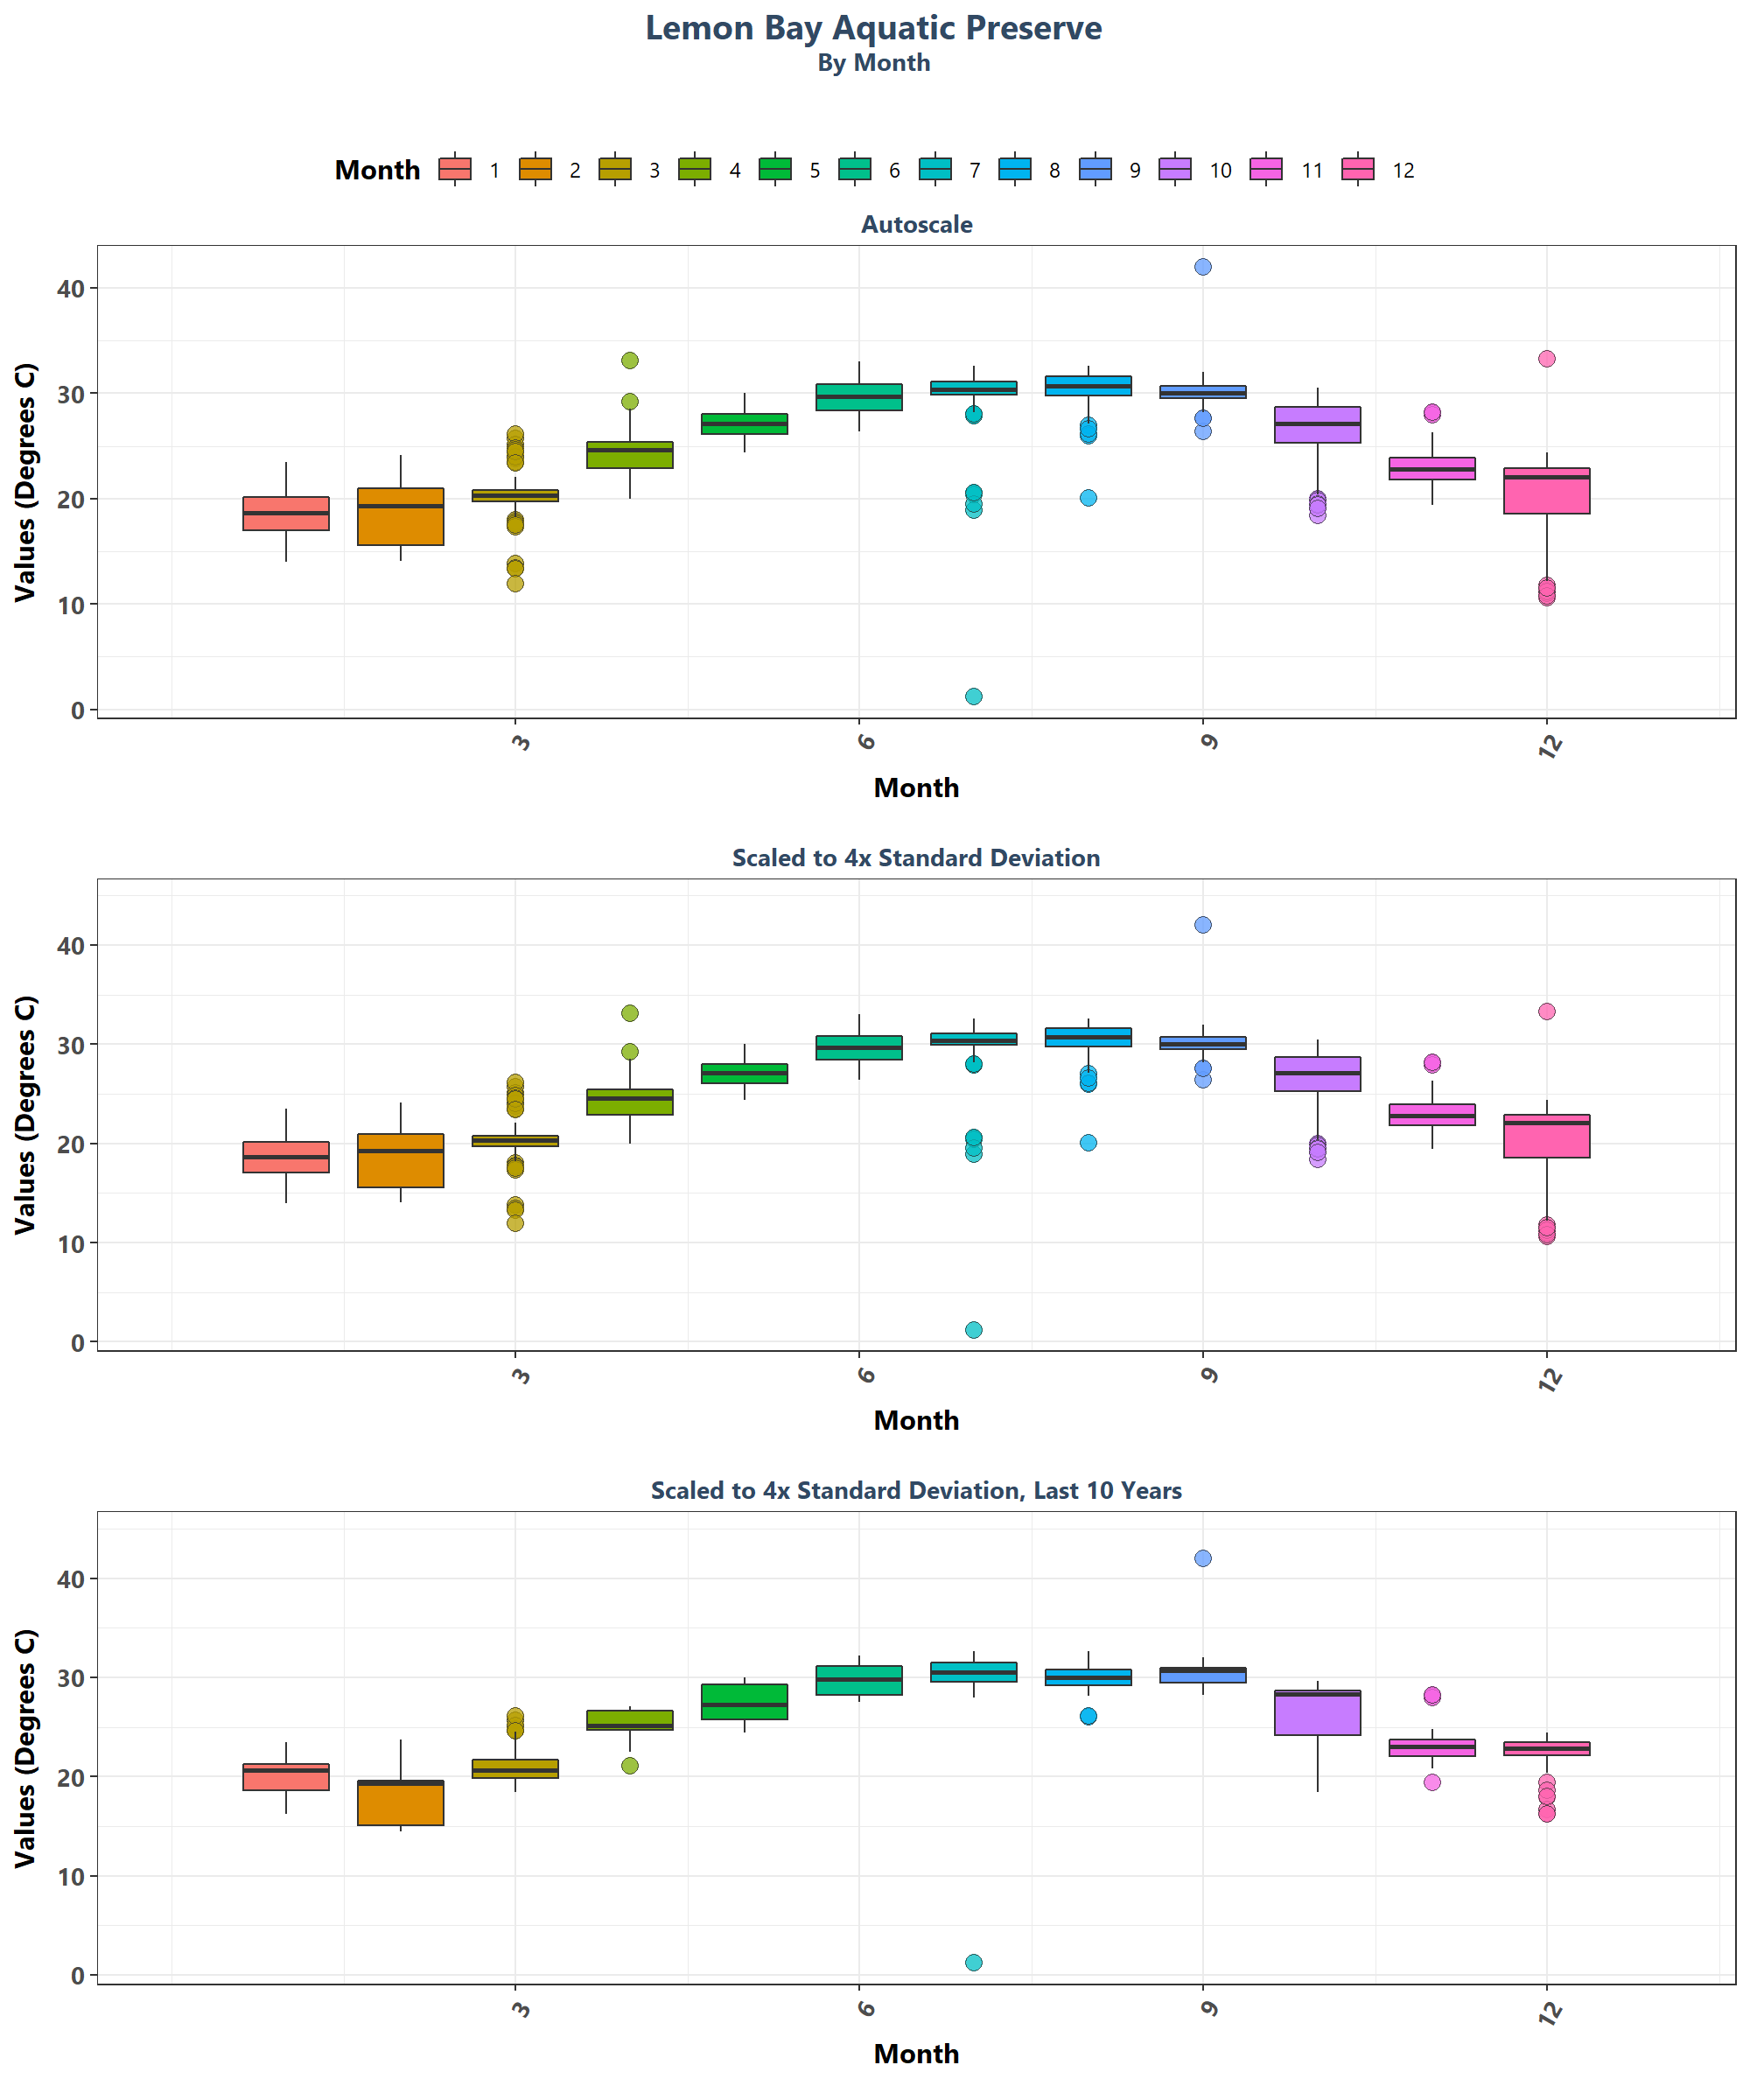 Lemon Bay Aquatic Preserve
By Month
Month 1 2 3 4 5 6 7 8 9 10 11 12
Autoscale
Values (Degrees C)
40
30
20
10
0
3 6 9 12
Month
Scaled to 4x Standard Deviation
Values (Degrees C)
40
30
20
10
0
3 6 9 12
Month
Scaled to 4x Standard Deviation, Last 10 Years
Values (Degrees C)
40
30
20
10
0
3 6 9 12
Month